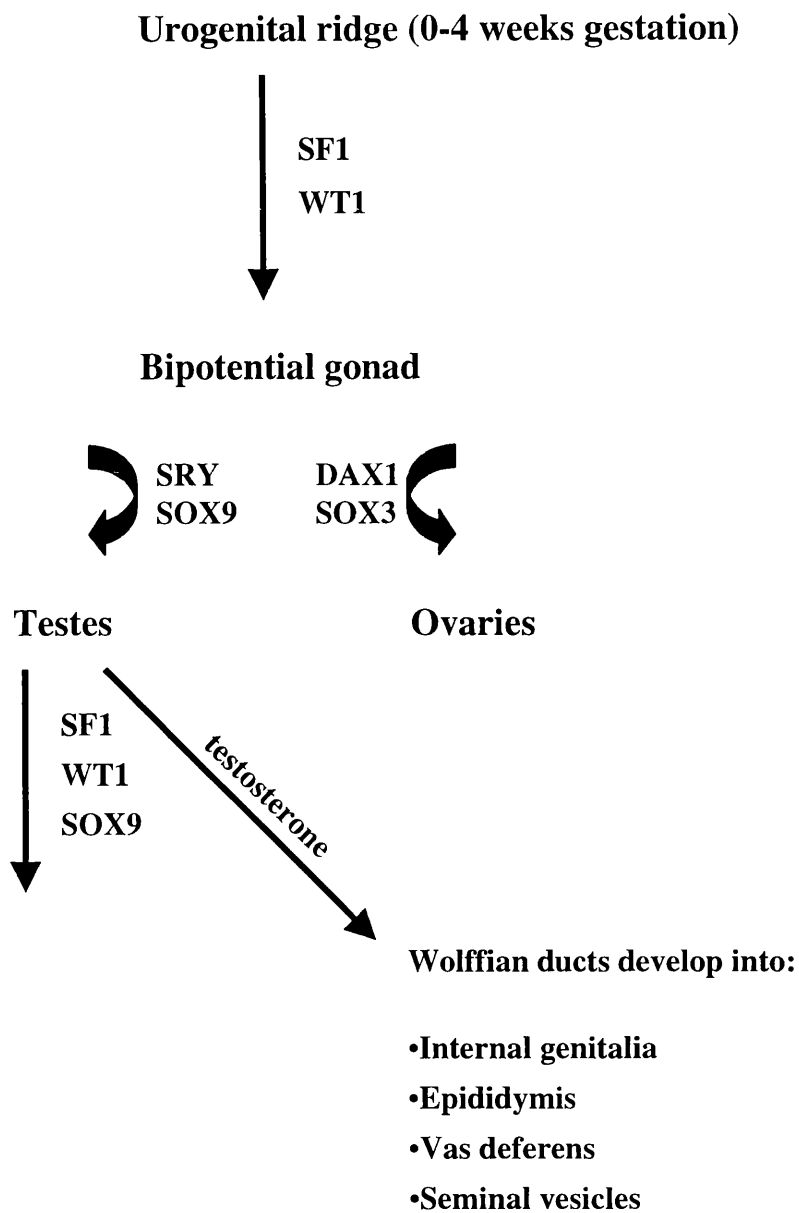 Urogenital ridge (0-4 weeks gestation)
SF1
WT1
Bipotential gonad
SRY
SOX9
DAX1
SOX3
Testes
Ovaries
SF1
WT1
SOX9
testosterone
Wolffian ducts develop into:
•Internal genitalia
•Epididymis
•Vas deferens
•Seminal vesicles